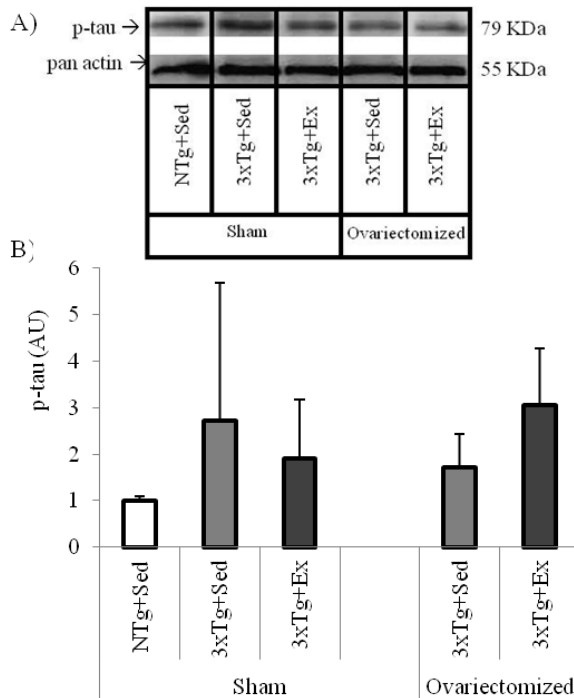 A)
p-tau → 79 KDa
pan actin → 55 KDa
NTg+Sed 3xTg+Sed 3xTg+Ex 3xTg+Sed 3xTg+Ex
Sham Ovariectomized
B)
p-tau (AU)
6
5
4
3
2
1
0
NTg+Sed 3xTg+Sed 3xTg+Ex 3xTg+Sed 3xTg+Ex
Sham Ovariectomized